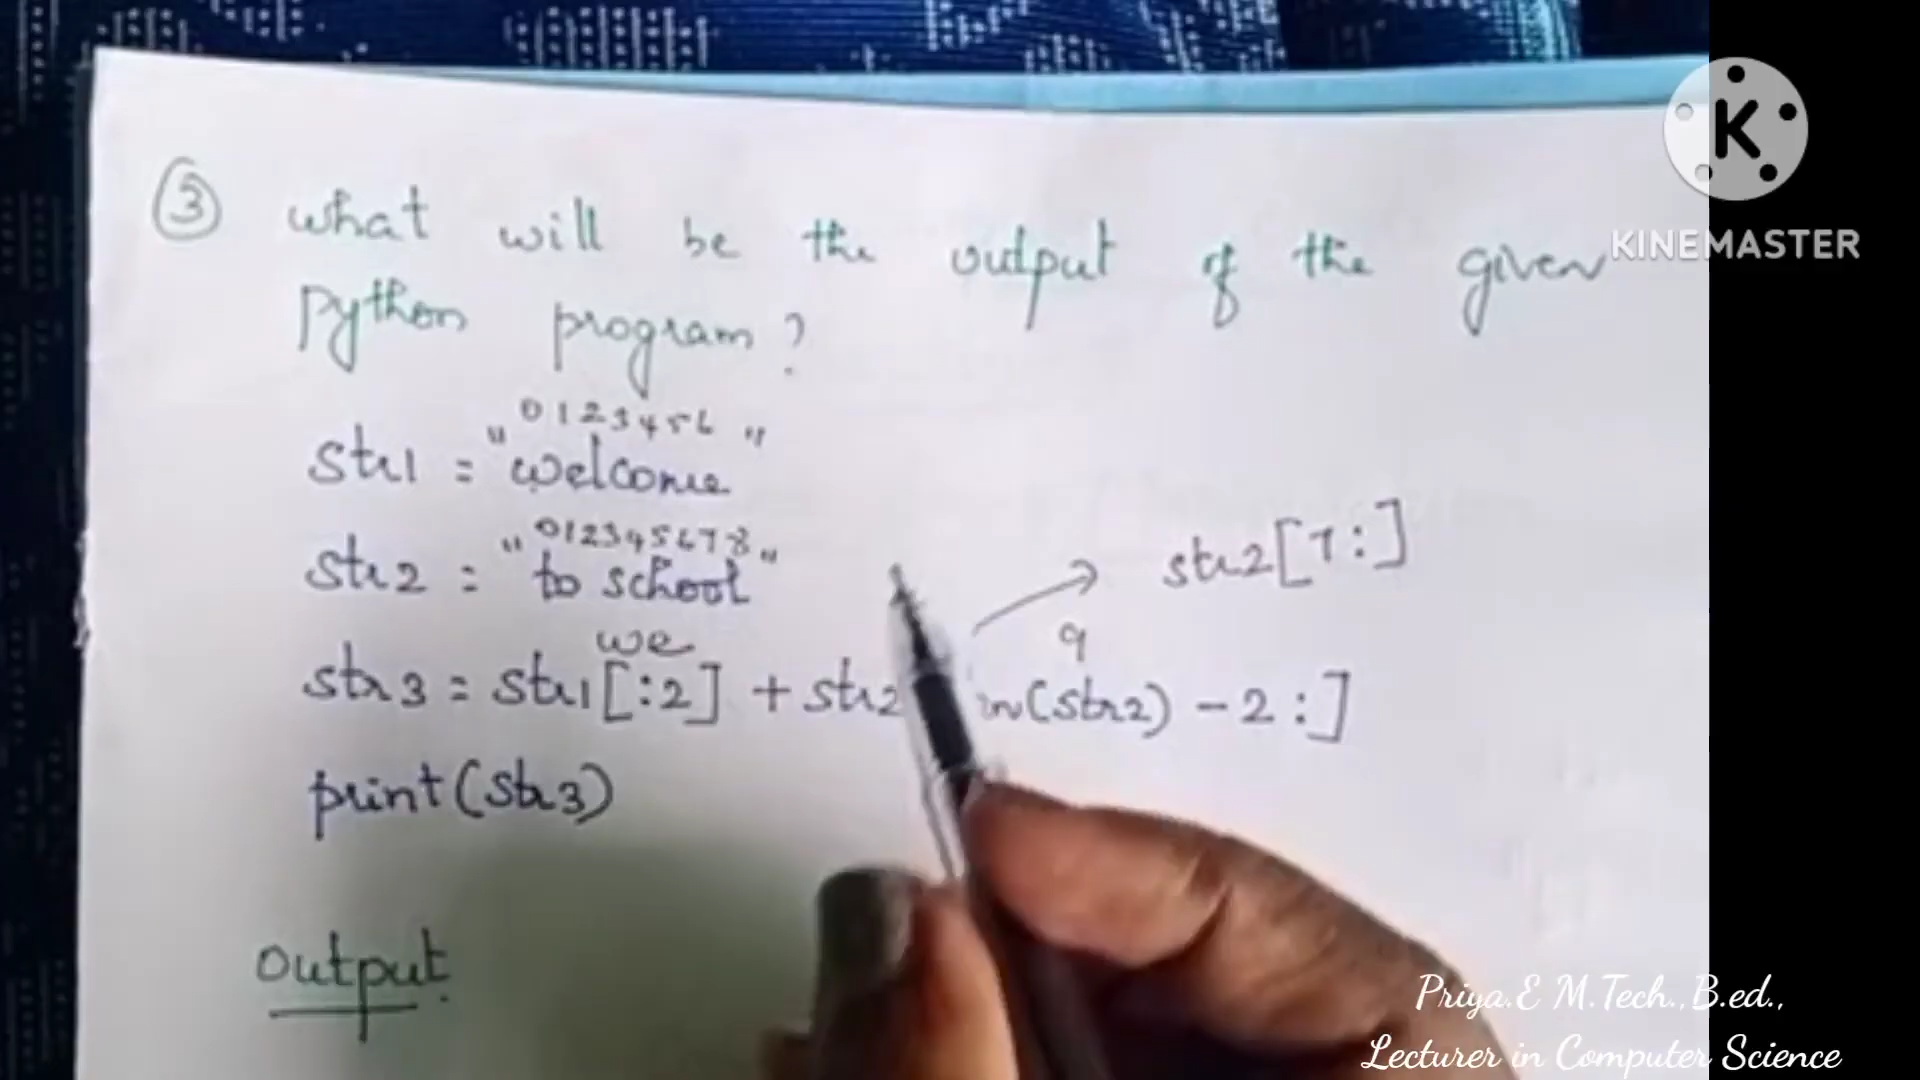 ③ what will be the output of the given
python program?
0123456
str1 = "welcome"
012345678
str2 = "to school"
str2[7:]
we
9
str3 = str1[:2] + str2 (str2) - 2:]
print(str3)
output
K
KINEMASTER
Priya.E M.Tech.,B.ed.,
Lecturer in Computer Science